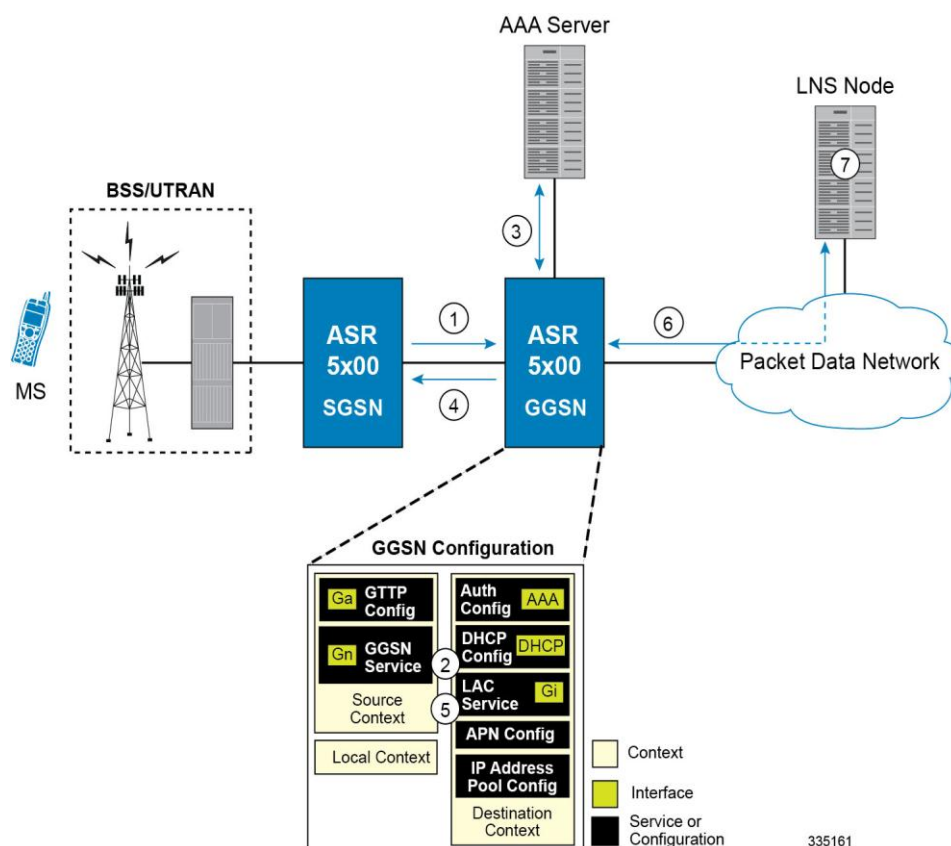 AAA Server
LNS Node
7
BSS/UTRAN
3
MS
ASR
5x00
SGSN
1
4
ASR
5x00
GGSN
6
Packet Data Network
GGSN Configuration
Ga
GTTP
Config
Gn
GGSN
Service
Source
Context
Local Context
2
5
Auth
Config
AAA
DHCP
Config
DHCP
LAC
Service
Gi
APN Config
IP Address
Pool Config
Destination
Context
Context
Interface
Service or
Configuration
335161